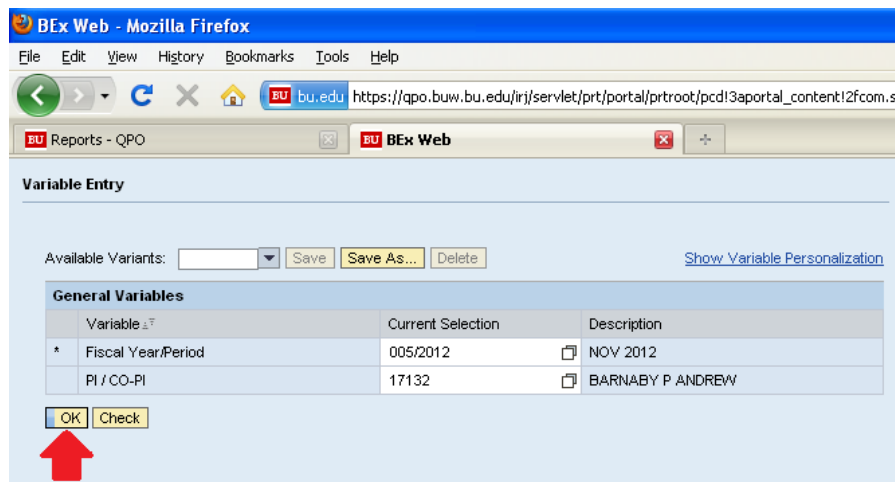 BEx Web - Mozilla Firefox
File Edit View History Bookmarks Tools Help
BU bu.edu https://qpo.buw.bu.edu/irj/servlet/prt/portal/prtroot/pcd!3aportal_content!2fcom.s
BU Reports - QPO BU BEx Web
Variable Entry
Available Variants: Save Save As... Delete Show Variable Personalization
General Variables
Variable Current Selection Description
* Fiscal Year/Period 005/2012 NOV 2012
PI / CO-PI 17132 BARNABY P ANDREW
OK Check